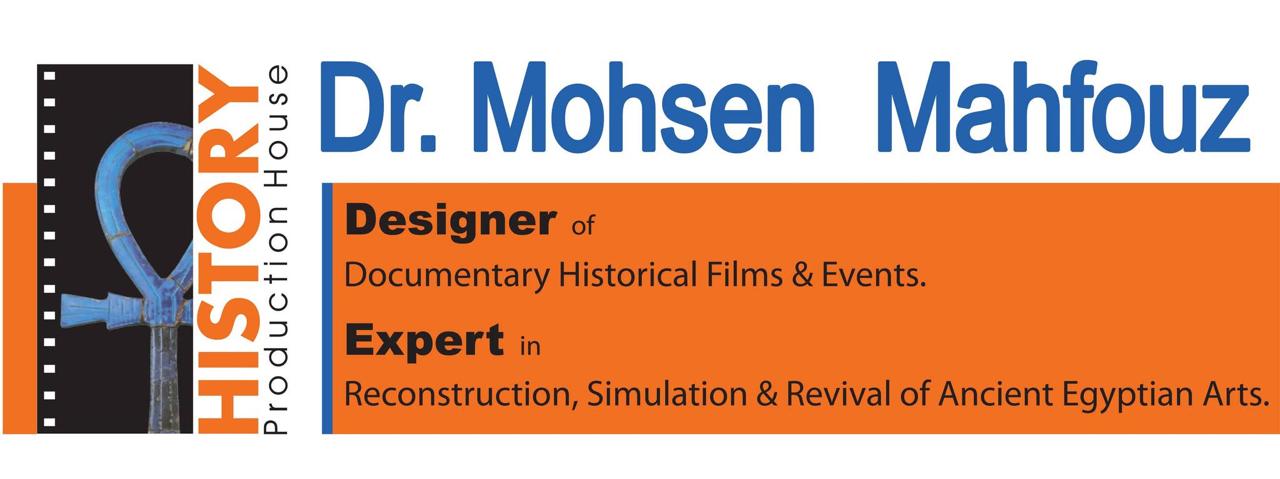 HISTORY
Production House
Dr. Mohsen Mahfouz
Designer of
Documentary Historical Films & Events.
Expert in
Reconstruction, Simulation & Revival of Ancient Egyptian Arts.